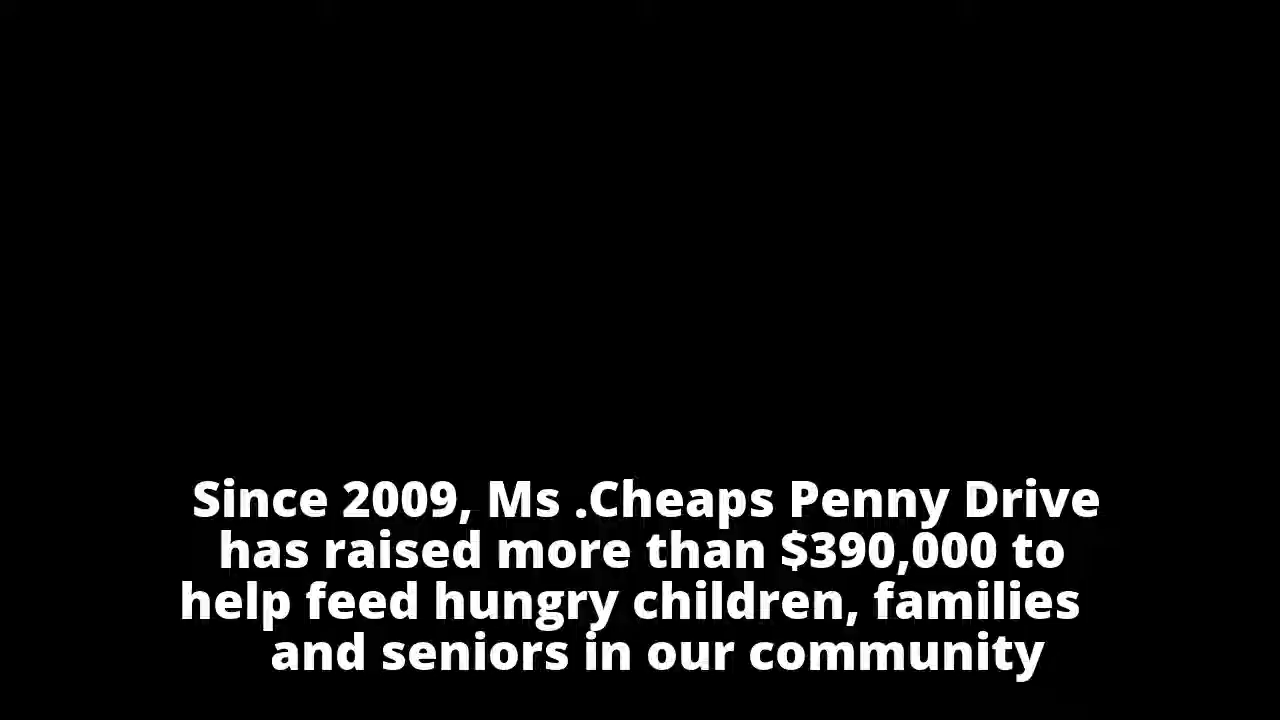 Since 2009, Ms .Cheaps Penny Drive
has raised more than $390,000 to
help feed hungry children, families
and seniors in our community